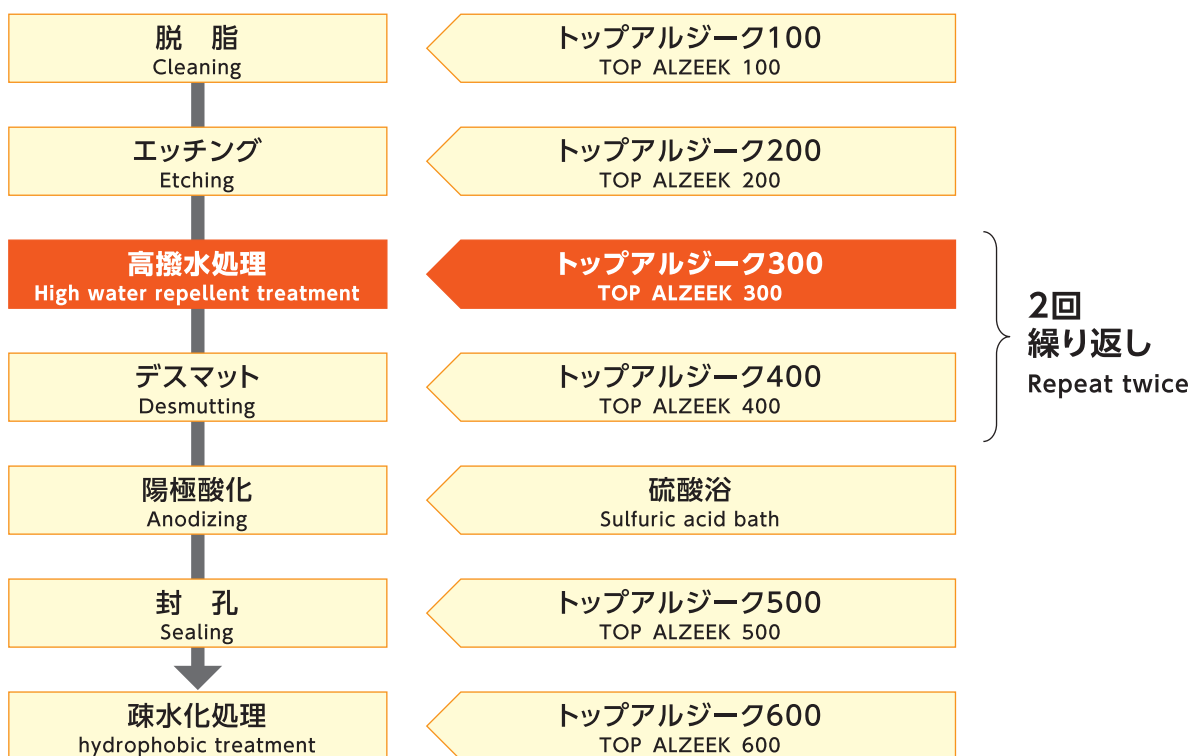 脱　脂
Cleaning
トップアルジーク100
TOP ALZEEK 100
エッチング
Etching
トップアルジーク200
TOP ALZEEK 200
高撥水処理
High water repellent treatment
トップアルジーク300
TOP ALZEEK 300
2回
繰り返し
Repeat twice
デスマット
Desmutting
トップアルジーク400
TOP ALZEEK 400
陽極酸化
Anodizing
硫酸浴
Sulfuric acid bath
封　孔
Sealing
トップアルジーク500
TOP ALZEEK 500
疎水化処理
hydrophobic treatment
トップアルジーク600
TOP ALZEEK 600